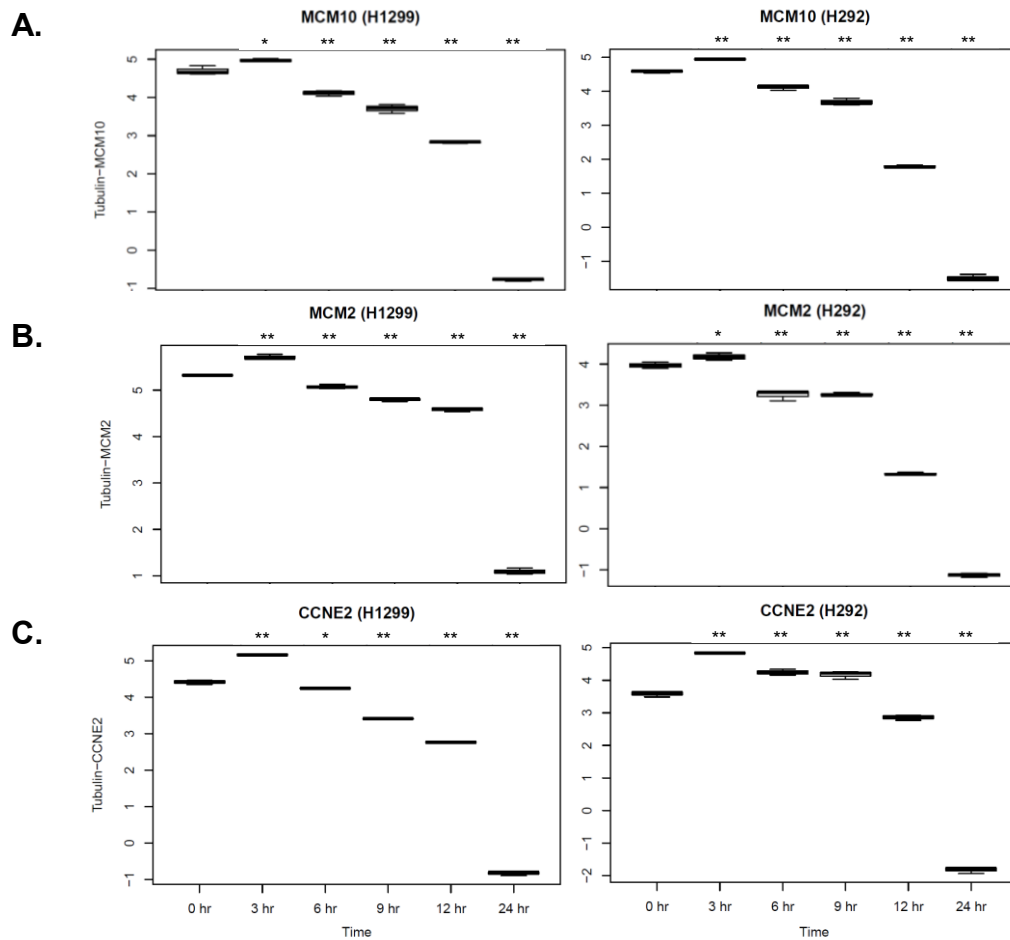 A.
MCM10 (H1299)
* ** ** ** **
Tubulin−MCM10
5
4
3
2
1
0
−1
MCM10 (H292)
** ** ** ** **
5
4
3
2
1
0
−1
B.
MCM2 (H1299)
** ** ** ** **
Tubulin−MCM2
5
4
3
2
1
MCM2 (H292)
* ** ** ** **
4
3
2
1
0
−1
C.
CCNE2 (H1299)
** * ** ** **
Tubulin−CCNE2
5
4
3
2
1
0
−1
0 hr 3 hr 6 hr 9 hr 12 hr 24 hr
Time
CCNE2 (H292)
** ** ** ** **
5
4
3
2
1
0
−1
−2
0 hr 3 hr 6 hr 9 hr 12 hr 24 hr
Time